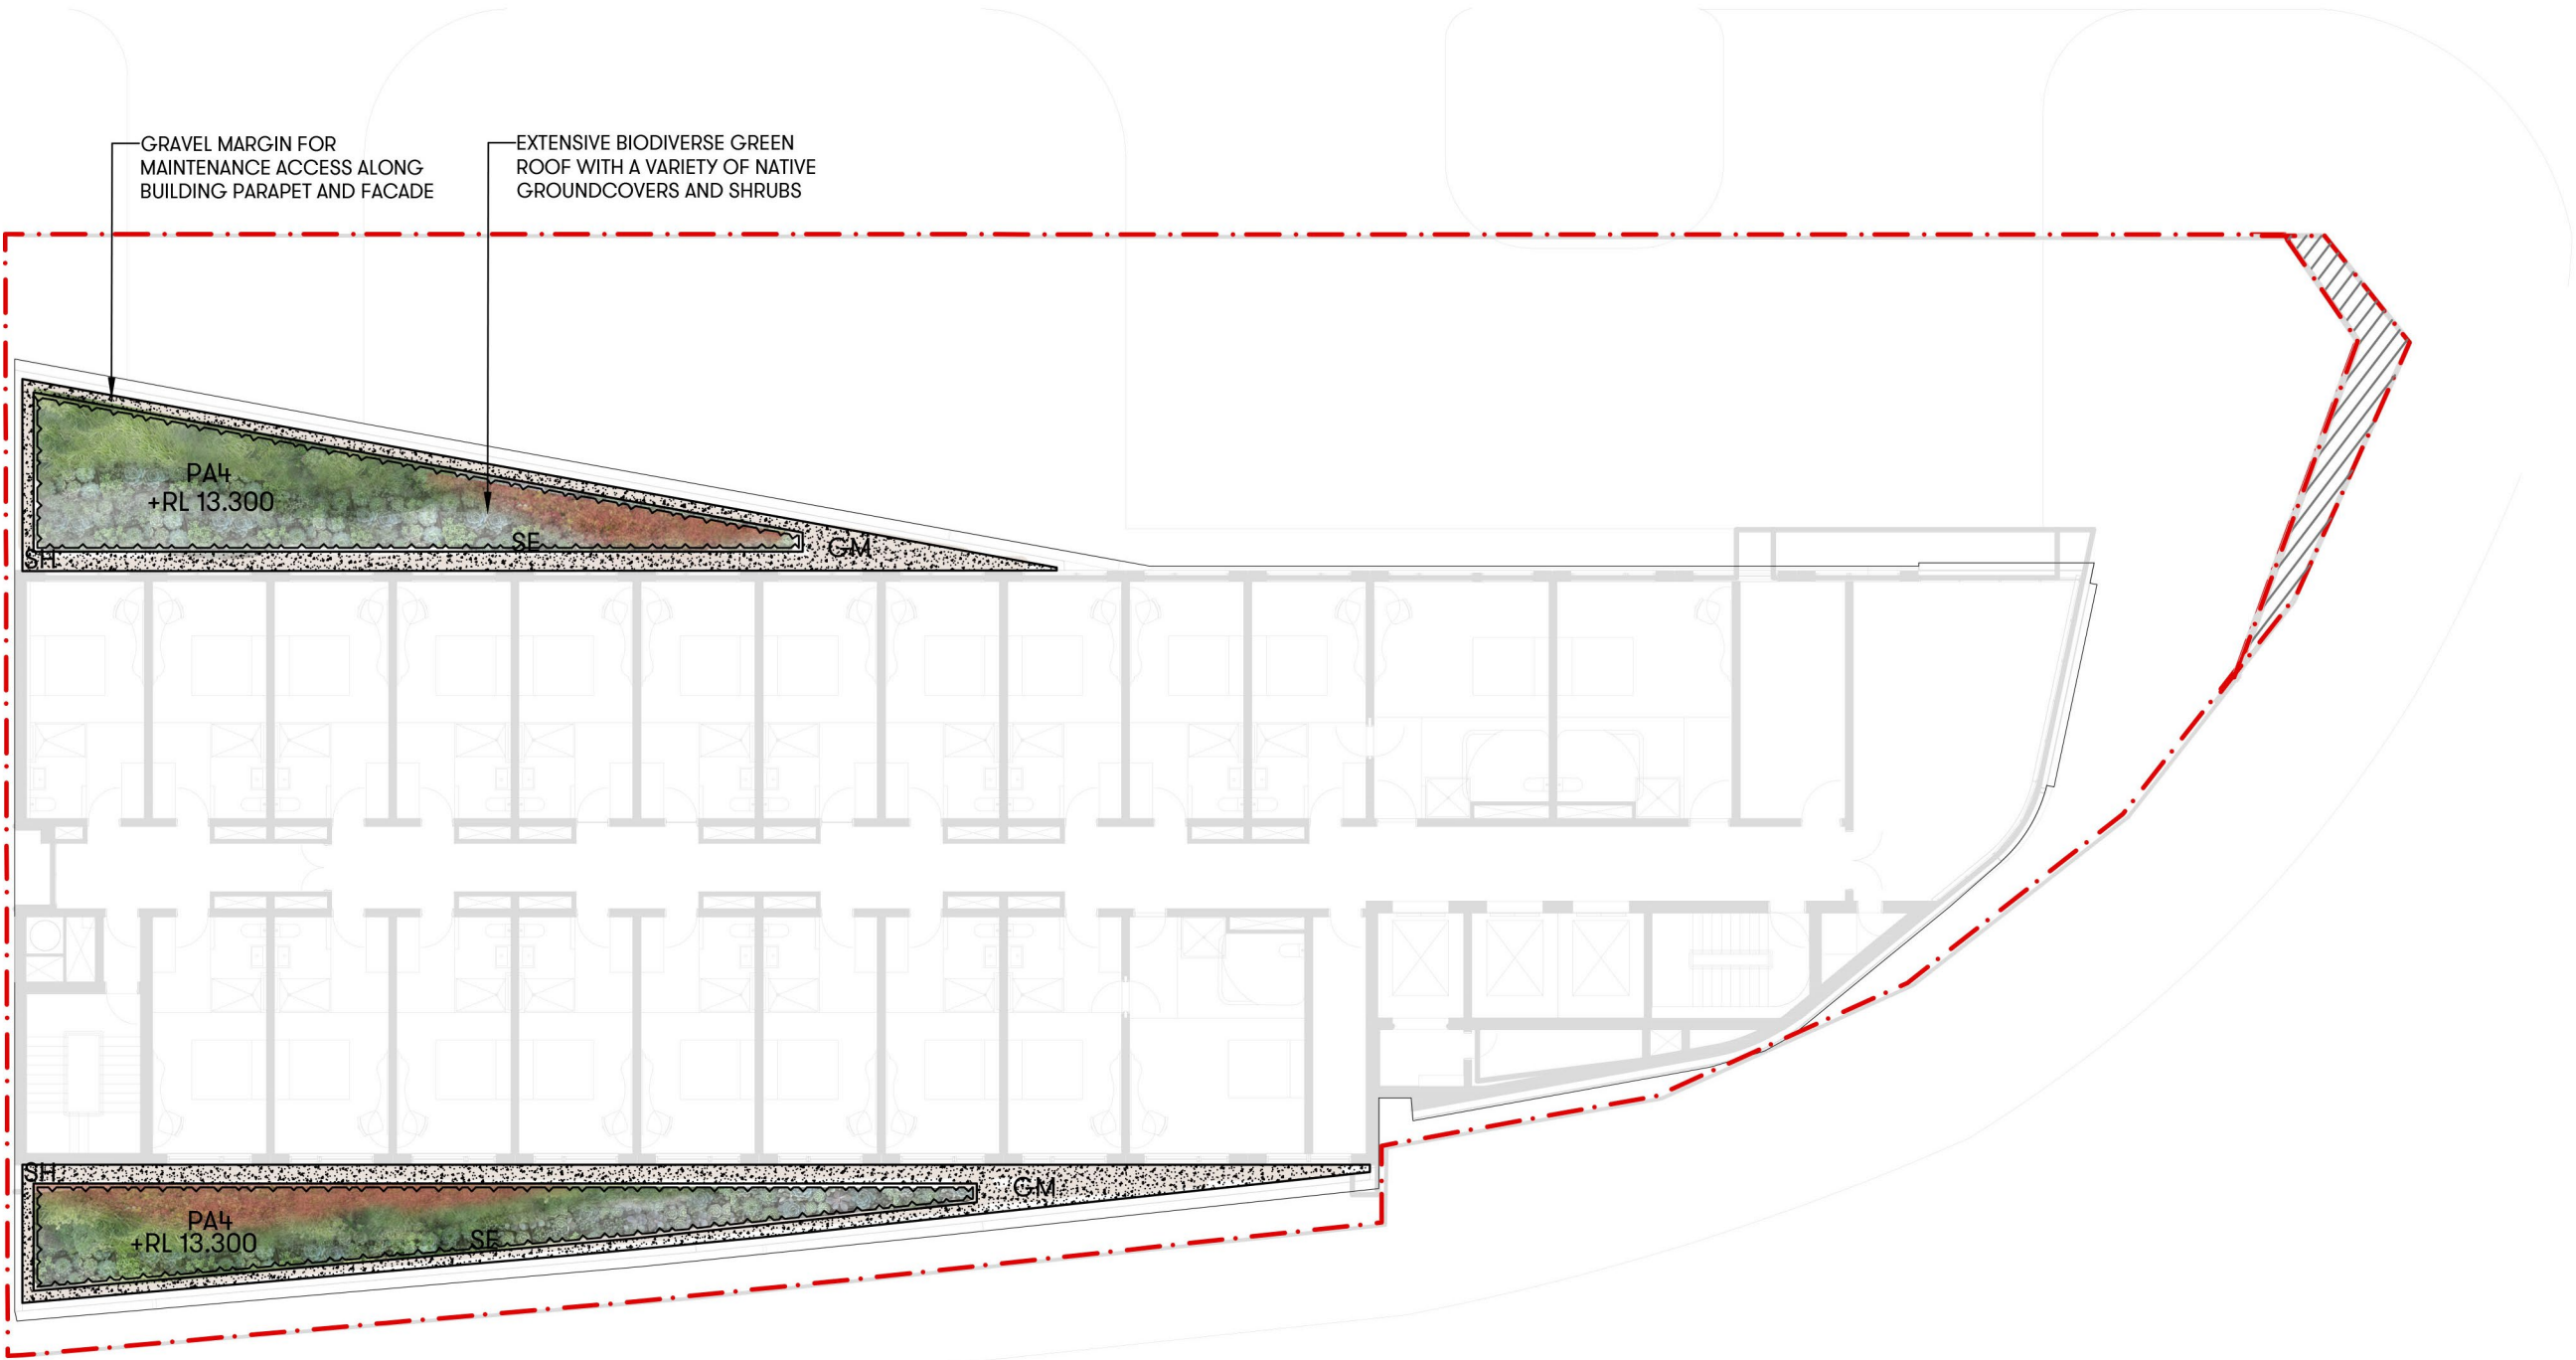 GRAVEL MARGIN FOR
MAINTENANCE ACCESS ALONG
BUILDING PARAPET AND FACADE
EXTENSIVE BIODIVERSE GREEN
ROOF WITH A VARIETY OF NATIVE
GROUNDCOVERS AND SHRUBS
PA4
+RL 13.300
SE
GM
SH
SH
GM
PA4
+RL 13.300
SE